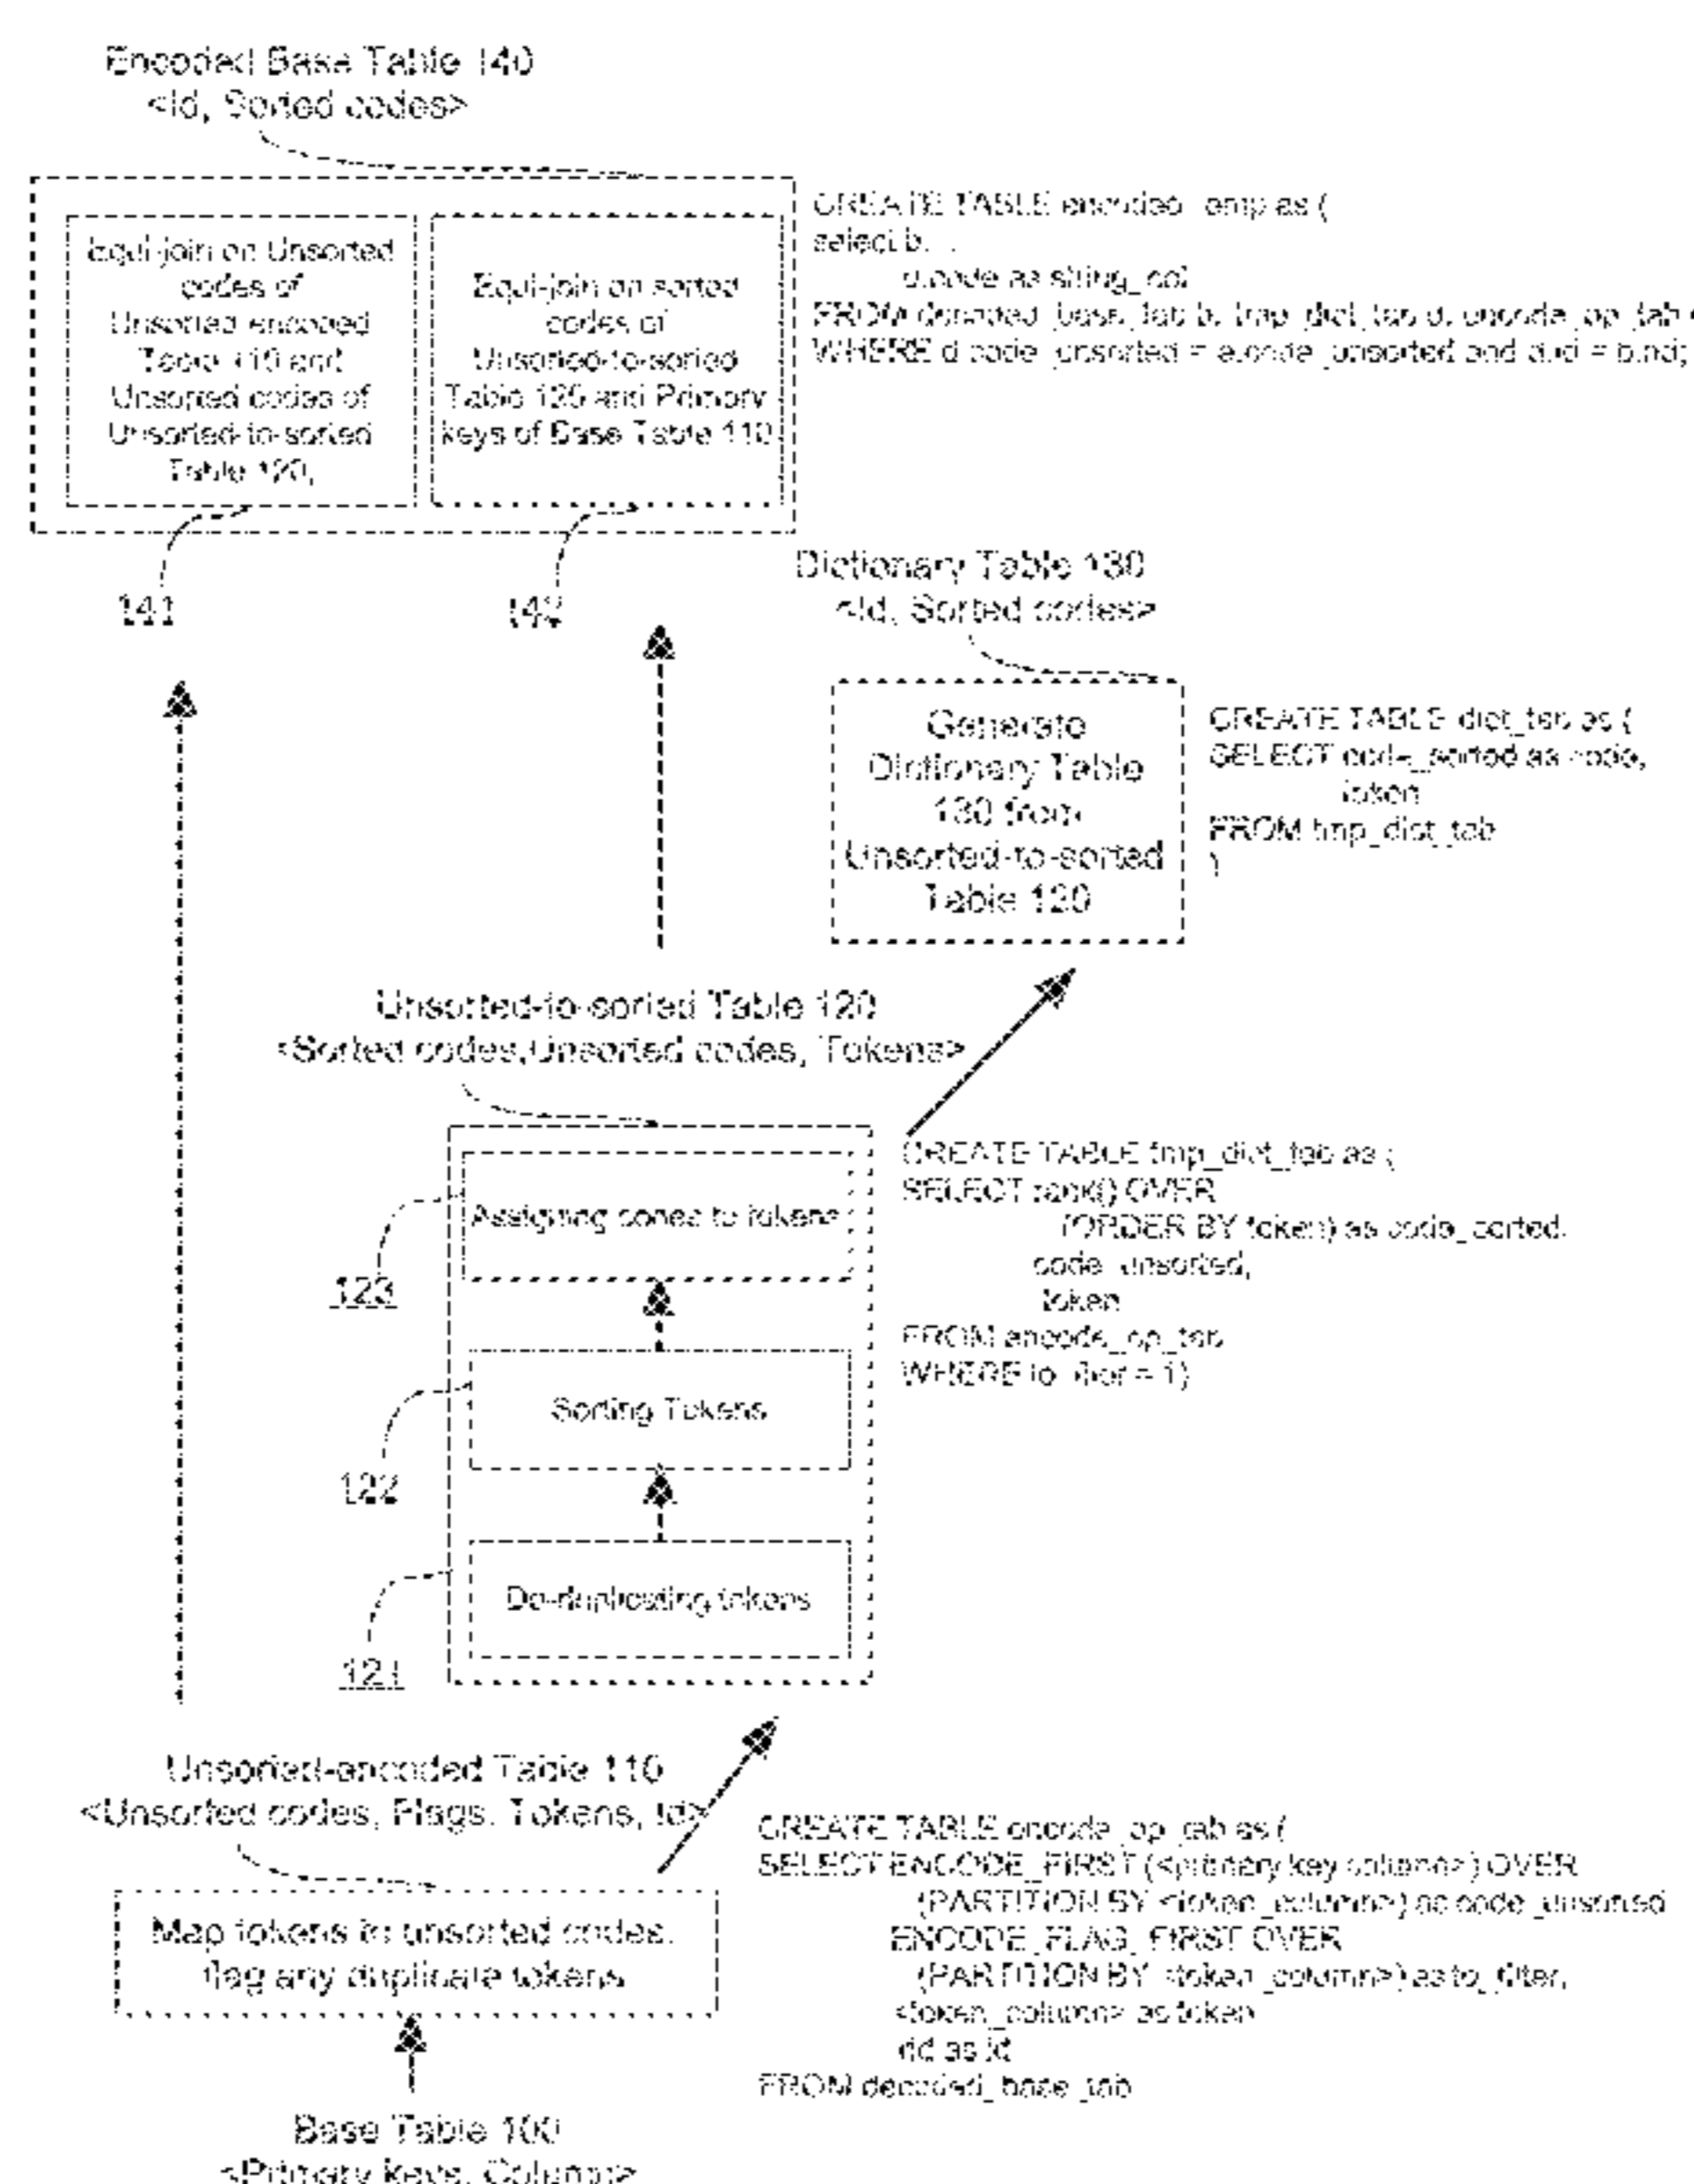 Encoded Base Table 140
<Id, Sorted codes>
Equi-join on Unsorted
codes of
Unsorted encoded
Table 110 and
Unsorted codes of
Unsorted-to-sorted
Table 120,
Equi-join on sorted
codes of
Unsorted-to-sorted
Table 120 and Primary
keys of Base Table 110
CREATE TABLE encoded_emp as (
select b.
d.code as string_col
FROM decoded_base_tab b, tmp_dict_tab d, encode_op_tab
WHERE d.code_unsorted = e.code_unsorted and
141
142
Dictionary Table 130
<Id, Sorted codes>
Generate
Dictionary Table
130 from
Unsorted-to-sorted
Table 120
CREATE TABLE dict_tab as (
SELECT code_sorted as code,
token
FROM tmp_dict_tab
)
Unsorted-to-sorted Table 120
<Sorted codes,Unsorted codes, Tokens>
Assigning codes to tokens
123
Sorting Tokens
122
De-duplicating tokens
121
CREATE TABLE tmp_dict_tab as (
SELECT rank() OVER
(ORDER BY token) as code_sorted,
code_unsorted,
token
FROM encode_op_tab
WHERE = 1)
Unsorted-encoded Table 110
<Unsorted codes, Flags, Tokens, Id>
Map tokens to unsorted codes,
flag any duplicate tokens
CREATE TABLE encode_op_tab as (
SELECT ENCODE_FIRST (<primary key column>) OVER
(PARTITION BY <token_column>) as code_unsorted
ENCODE_FLAG_FIRST OVER
(PARTITION BY <token_column>) as to_filter,
<token_column> as token
rid as id
FROM decoded_base_tab
Base Table 100
<Primary keys, Column>